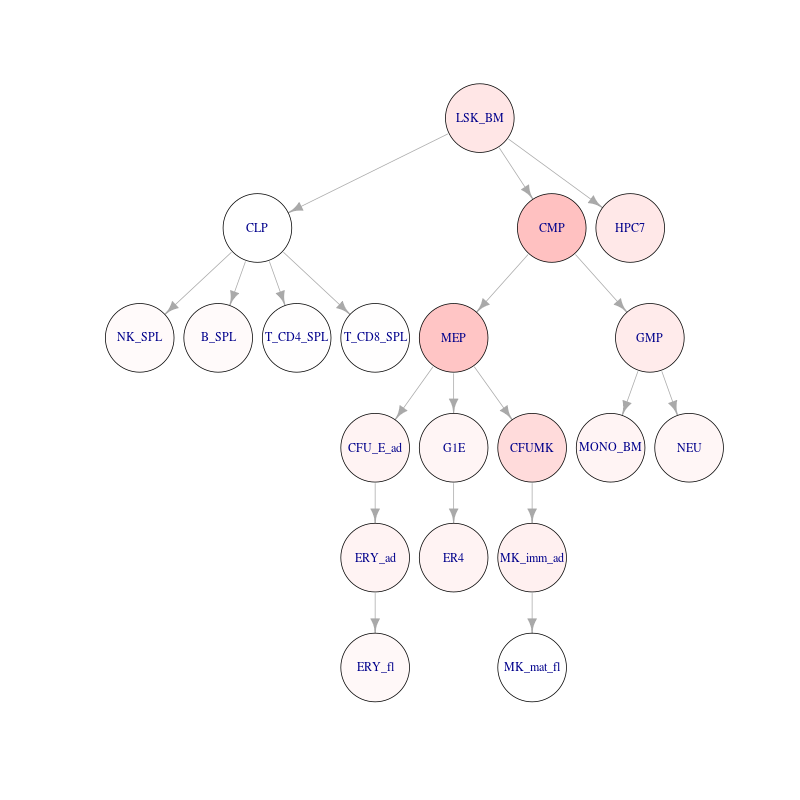 LSK_BM
CLP
CMP
HPC7
NK_SPL
B_SPL
T_CD4_SPL
T_CD8_SPL
MEP
GMP
CFU_E_ad
G1E
CFUMK
MONO_BM
NEU
ERY_ad
ER4
MK_imm_ad
ERY_fl
MK_mat_fl